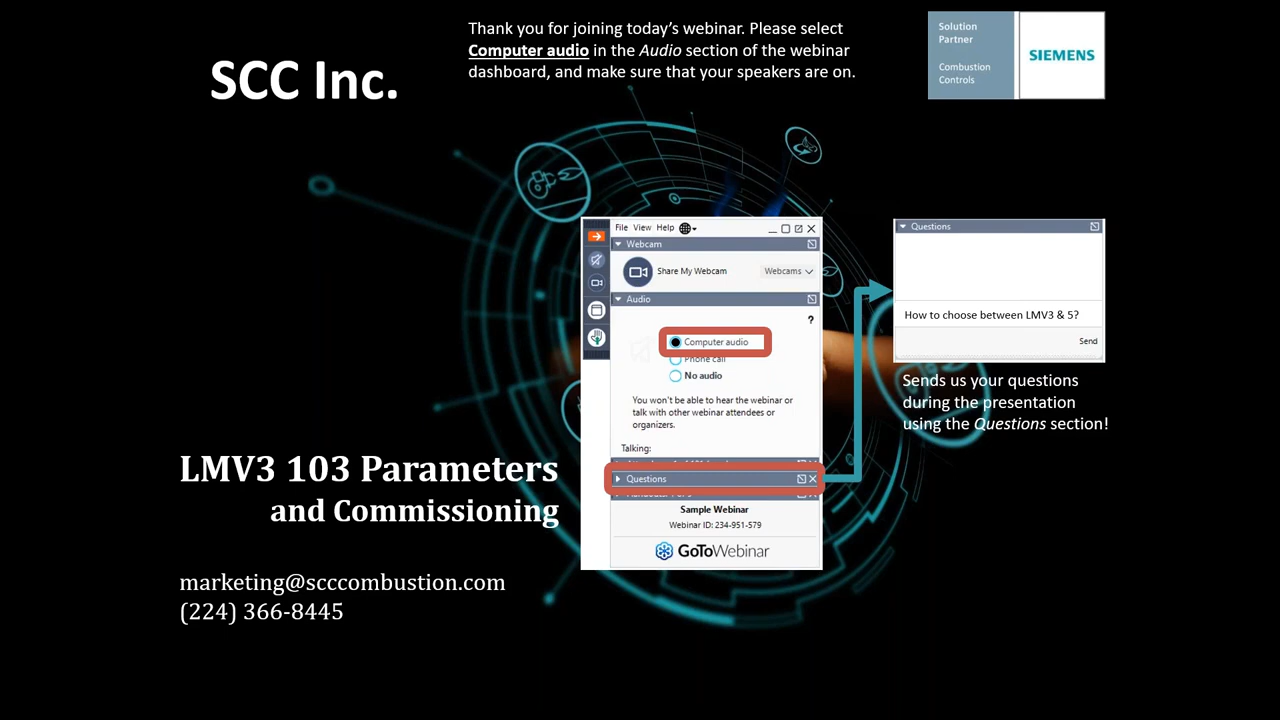 Thank you for joining today’s webinar. Please select
Computer audio in the Audio section of the webinar
dashboard, and make sure that your speakers are on.
SCC Inc.
Solution
Partner
Combustion
Controls
SIEMENS
File View Help
Webcam
Share My Webcam
Webcams
Audio
?
Computer audio
Phone call
No audio
You won't be able to hear the webinar or
talk with other webinar attendees or
organizers.
Talking:
Questions
Sample Webinar
Webinar ID: 234-951-579
GoToWebinar
Questions
How to choose between LMV3 & 5?
Send
Sends us your questions
during the presentation
using the Questions section!
LMV3 103 Parameters
and Commissioning
marketing@scccombustion.com
(224) 366-8445